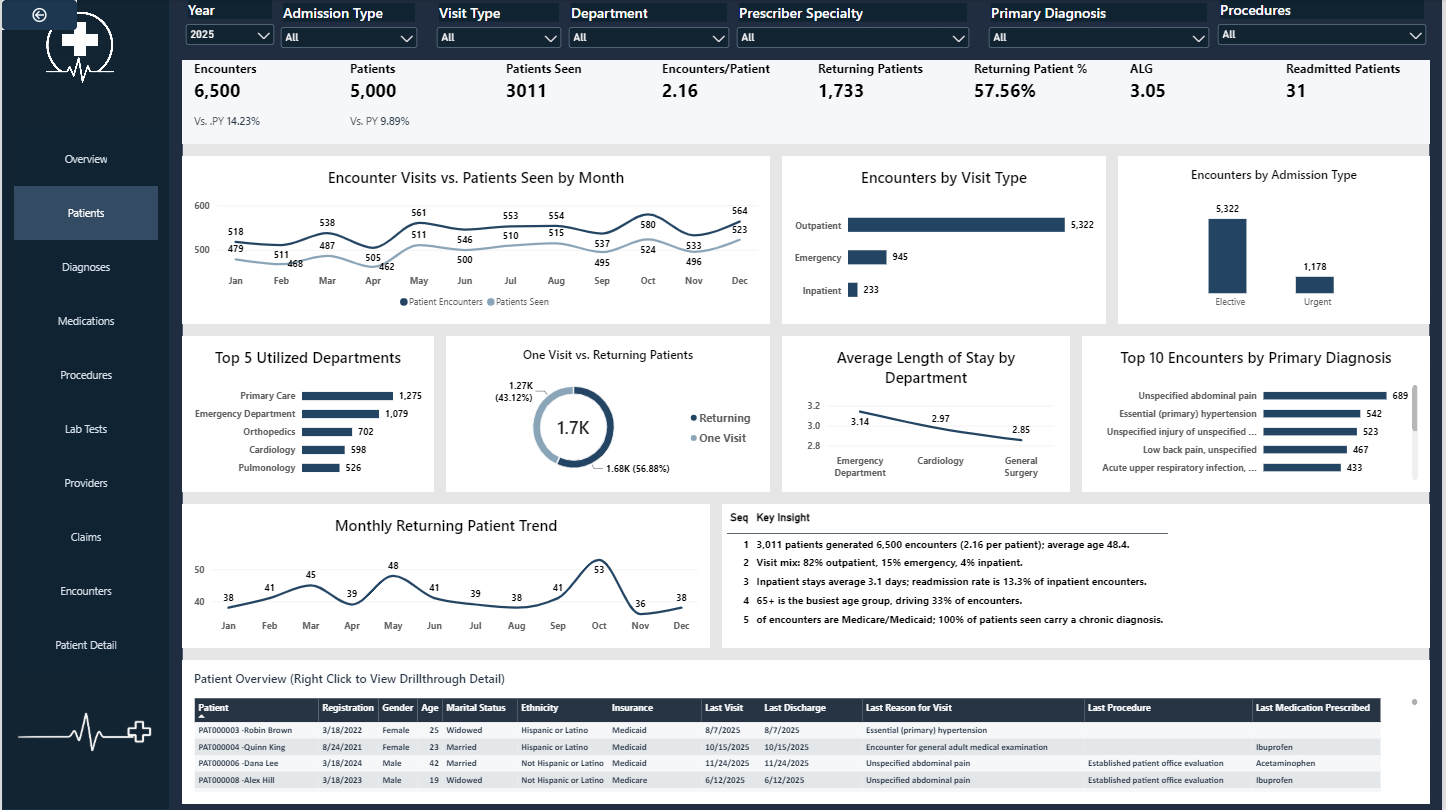 Year Admission Type Visit Type Department Prescriber Specialty Primary Diagnosis Procedures
2025 All All All All All All
Encounters Patients Patients Seen Encounters/Patient Returning Patients Returning Patient % ALG Readmitted Patients
6,500 5,000 3011 2.16 1,733 57.56% 3.05 31
Vs. .PY 14.23% Vs. PY 9.89%
Overview
Patients
Diagnoses
Medications
Procedures
Lab Tests
Providers
Claims
Encounters
Patient Detail
Encounter Visits vs. Patients Seen by Month
600
500
518 511 538 505 561 546 553 554 537 580 533 564
479 468 487 462 511 500 510 515 495 524 496 523
Jan Feb Mar Apr May Jun Jul Aug Sep Oct Nov Dec
Patient Encounters Patients Seen
Encounters by Visit Type
Outpatient 5,322
Emergency 945
Inpatient 233
Encounters by Admission Type
5,322 1,178
Elective Urgent
Top 5 Utilized Departments
Primary Care 1,275
Emergency Department 1,079
Orthopedics 702
Cardiology 598
Pulmonology 526
One Visit vs. Returning Patients
1.27K
(43.12%)
1.7K
1.68K (56.88%)
Returning
One Visit
Average Length of Stay by
Department
3.2
3.0
2.8
3.14 2.97 2.85
Emergency Department Cardiology General Surgery
Top 10 Encounters by Primary Diagnosis
Unspecified abdominal pain 689
Essential (primary) hypertension 542
Unspecified injury of unspecified ... 523
Low back pain, unspecified 467
Acute upper respiratory infection, ... 433
Monthly Returning Patient Trend
50
40
38 41 45 39 48 41 39 38 41 53 36 38
Jan Feb Mar Apr May Jun Jul Aug Sep Oct Nov Dec
Seq Key Insight
1 3,011 patients generated 6,500 encounters (2.16 per patient); average age 48.4.
2 Visit mix: 82% outpatient, 15% emergency, 4% inpatient.
3 Inpatient stays average 3.1 days; readmission rate is 13.3% of inpatient encounters.
4 65+ is the busiest age group, driving 33% of encounters.
5 of encounters are Medicare/Medicaid; 100% of patients seen carry a chronic diagnosis.
Patient Overview (Right Click to View Drillthrough Detail)
Patient Registration Gender Age Marital Status Ethnicity Insurance Last Visit Last Discharge Last Reason for Visit Last Procedure Last Medication Prescribed
PAT000003 -Robin Brown 3/18/2022 Female 25 Widowed Hispanic or Latino Medicaid 8/7/2025 8/7/2025 Essential (primary) hypertension
PAT000004 -Quinn King 8/24/2021 Female 23 Married Hispanic or Latino Medicaid 10/15/2025 10/15/2025 Encounter for general adult medical examination Ibuprofen
PAT000006 -Dana Lee 3/18/2024 Male 42 Married Not Hispanic or Latino Medicaid 11/24/2025 11/24/2025 Unspecified abdominal pain Established patient office evaluation Acetaminophen
PAT000008 -Alex Hill 3/18/2023 Male 19 Widowed Not Hispanic or Latino Medicare 6/12/2025 6/12/2025 Unspecified abdominal pain Established patient office evaluation Ibuprofen